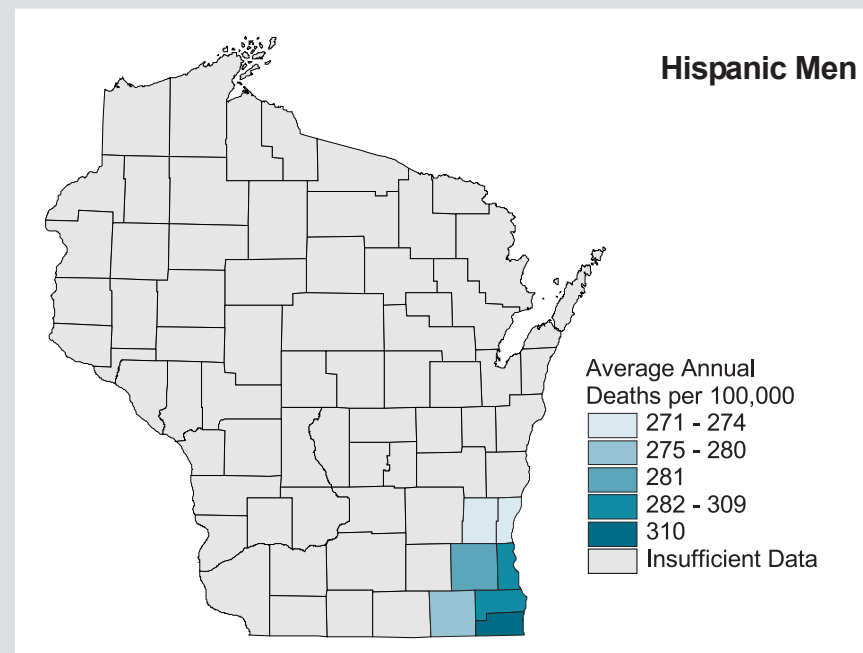 Hispanic Men
Average Annual
Deaths per 100,000
271 - 274
275 - 280
281
282 - 309
310
Insufficient Data